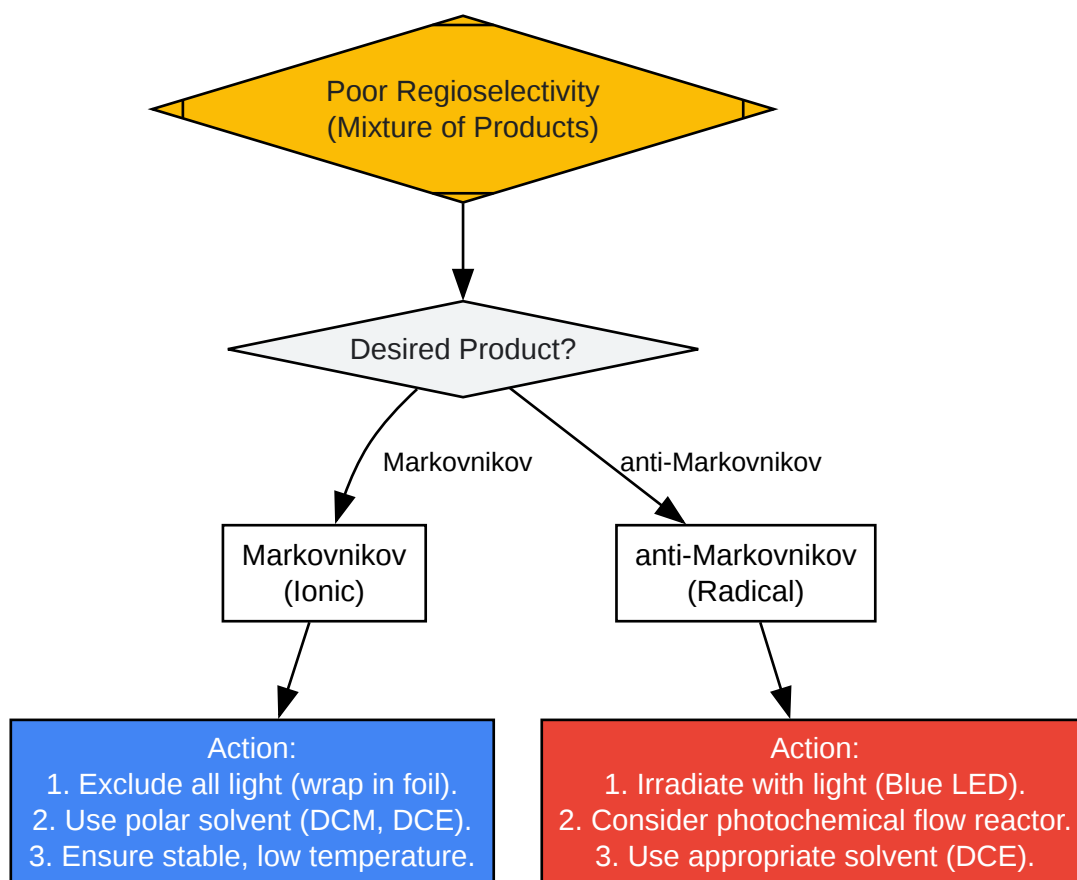 Poor Regioselectivity
(Mixture of Products)
Desired Product?
Markovnikov
anti-Markovnikov
Markovnikov
(Ionic)
anti-Markovnikov
(Radical)
Action:
1. Exclude all light (wrap in foil).
2. Use polar solvent (DCM, DCE).
3. Ensure stable, low temperature.
Action:
1. Irradiate with light (Blue LED).
2. Consider photochemical flow reactor.
3. Use appropriate solvent (DCE).